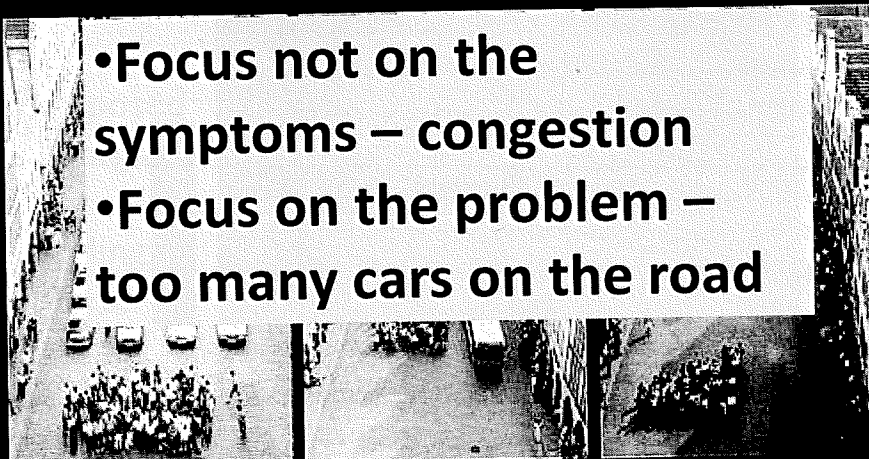 •Focus not on the
symptoms – congestion
•Focus on the problem –
too many cars on the road